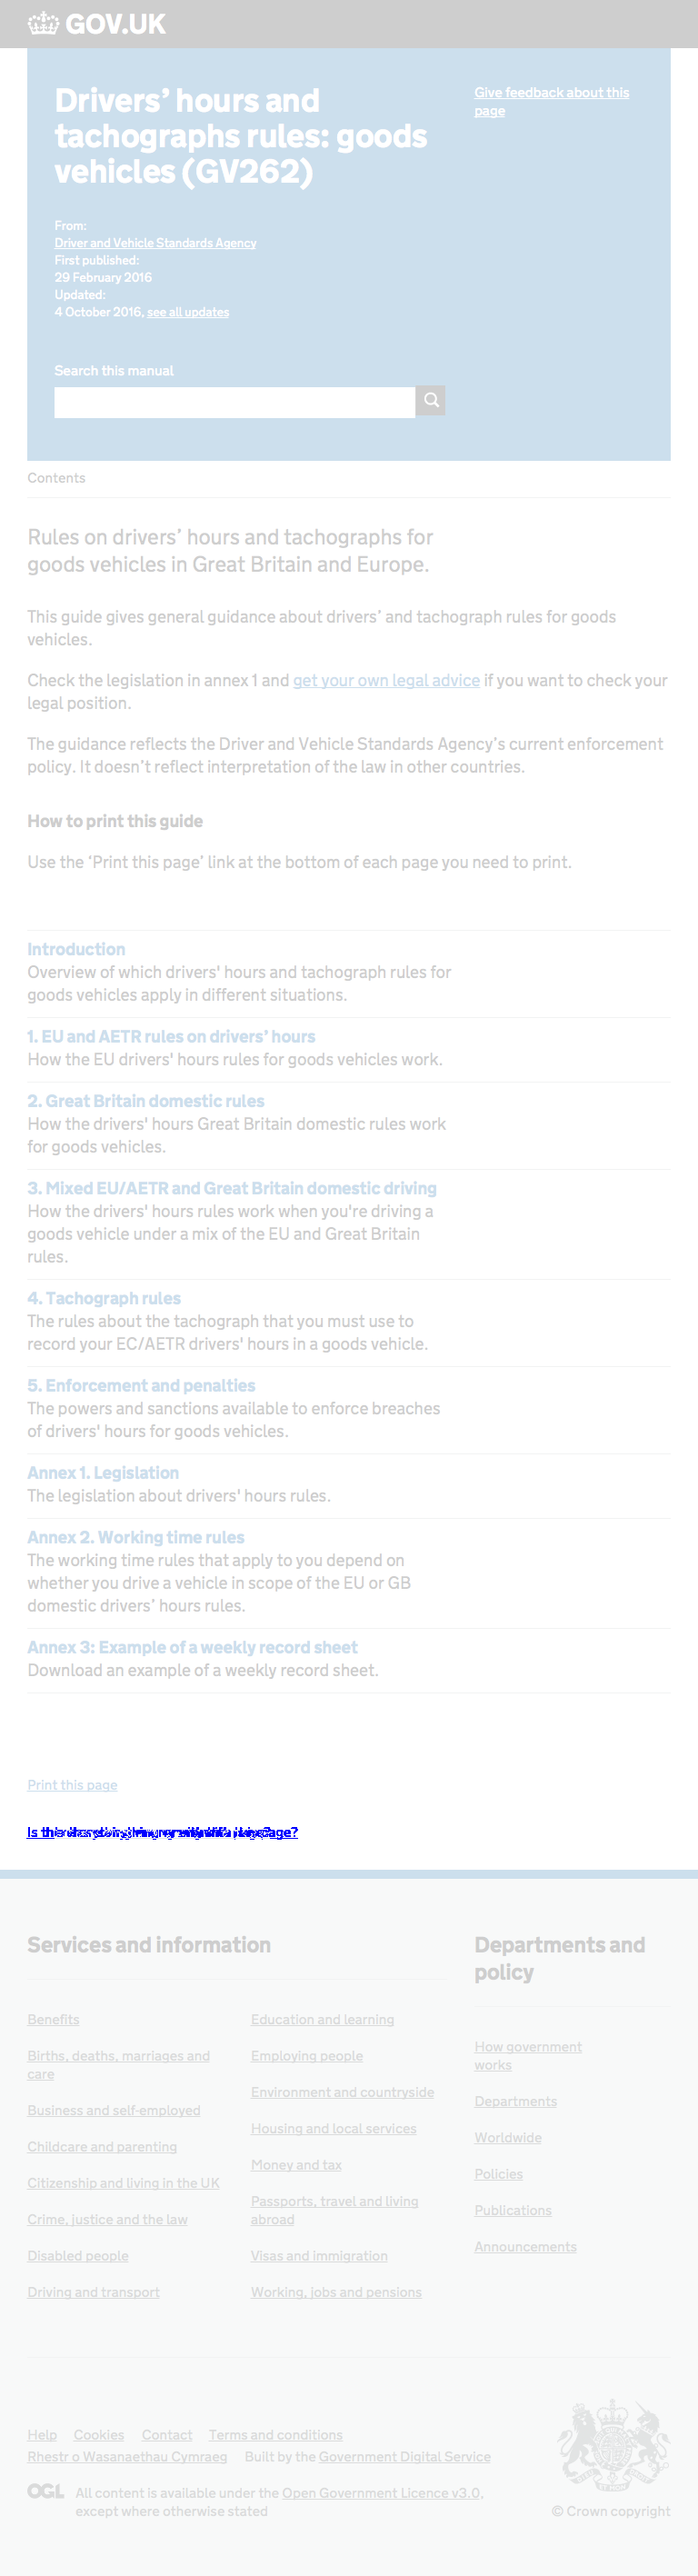 GOV.UK
Drivers’ hours and
tachographs rules: goods
vehicles (GV262)
Give feedback about this
page
From:
Driver and Vehicle Standards Agency
First published:
29 February 2016
Updated:
4 October 2016, see all updates
Search this manual
Contents
Rules on drivers’ hours and tachographs for
goods vehicles in Great Britain and Europe.
This guide gives general guidance about drivers’ and tachograph rules for goods
vehicles.
Check the legislation in annex 1 and get your own legal advice if you want to check your
legal position.
The guidance reflects the Driver and Vehicle Standards Agency’s current enforcement
policy. It doesn’t reflect interpretation of the law in other countries.
How to print this guide
Use the ‘Print this page’ link at the bottom of each page you need to print.
Introduction
Overview of which drivers' hours and tachograph rules for
goods vehicles apply in different situations.
1. EU and AETR rules on drivers’ hours
How the EU drivers' hours rules for goods vehicles work.
2. Great Britain domestic rules
How the drivers' hours Great Britain domestic rules work
for goods vehicles.
3. Mixed EU/AETR and Great Britain domestic driving
How the drivers' hours rules work when you're driving a
goods vehicle under a mix of the EU and Great Britain
rules.
4. Tachograph rules
The rules about the tachograph that you must use to
record your EC/AETR drivers' hours in a goods vehicle.
5. Enforcement and penalties
The powers and sanctions available to enforce breaches
of drivers' hours for goods vehicles.
Annex 1. Legislation
The legislation about drivers' hours rules.
Annex 2. Working time rules
The working time rules that apply to you depend on
whether you drive a vehicle in scope of the EU or GB
domestic drivers’ hours rules.
Annex 3: Example of a weekly record sheet
Download an example of a weekly record sheet.
Print this page
Services and information
Departments and
policy
Benefits
Births, deaths, marriages and
care
Business and self-employed
Childcare and parenting
Citizenship and living in the UK
Crime, justice and the law
Disabled people
Driving and transport
Education and learning
Employing people
Environment and countryside
Housing and local services
Money and tax
Passports, travel and living
abroad
Visas and immigration
Working, jobs and pensions
How government
works
Departments
Worldwide
Policies
Publications
Announcements
Help Cookies Contact Terms and conditions
Rhestr o Wasanaethau Cymraeg Built by the Government Digital Service
OGL All content is available under the Open Government Licence v3.0,
except where otherwise stated
© Crown copyright